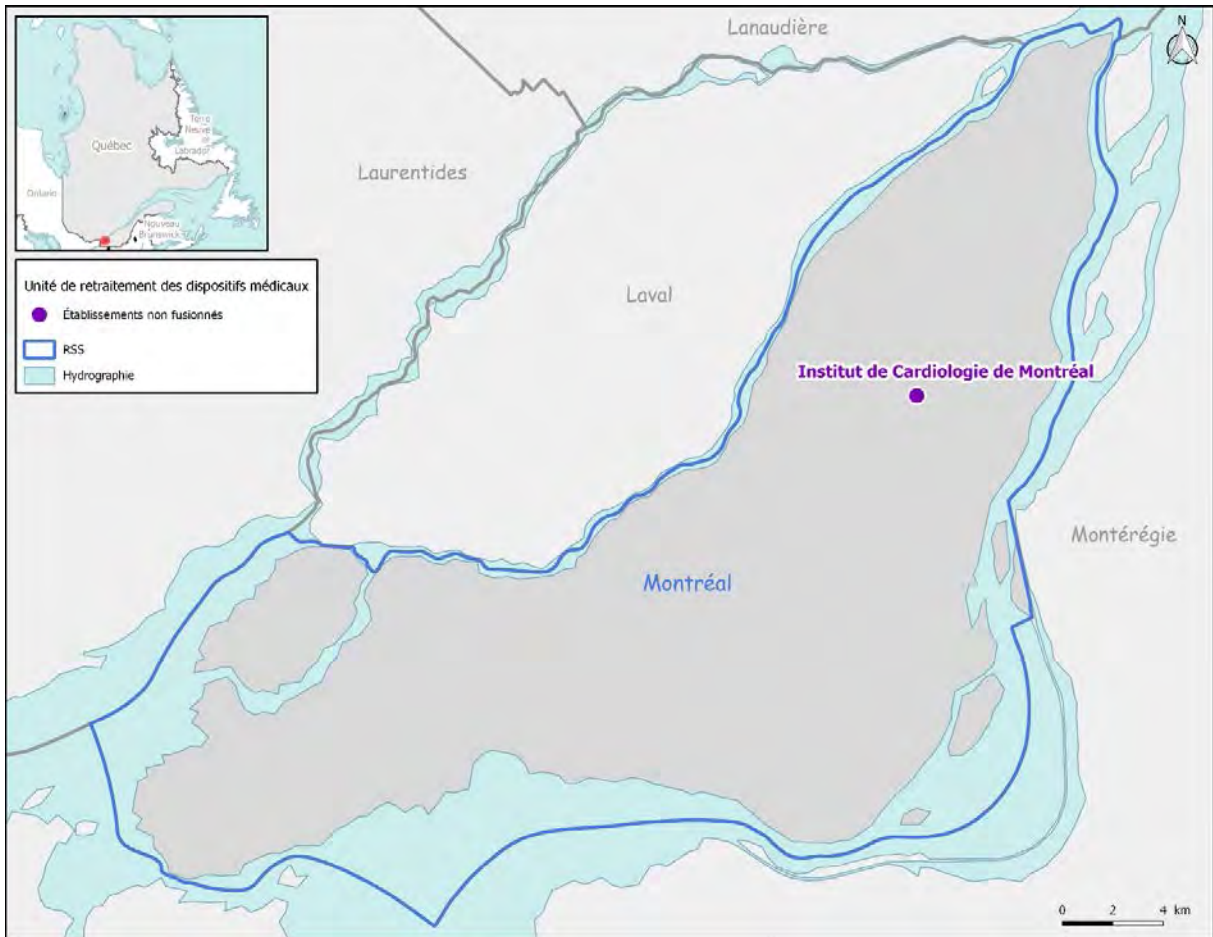 Lanaudière
N
Terre
Neuve
et
Labrador
Québec
Ontario
Nouveau
Brunswick
Laurentides
Unité de retraitement des dispositifs médicaux
Établissements non fusionnés
RSS
Hydrographie
Laval
Institut de Cardiologie de Montréal
Montérégie
Montréal
0 2 4 km